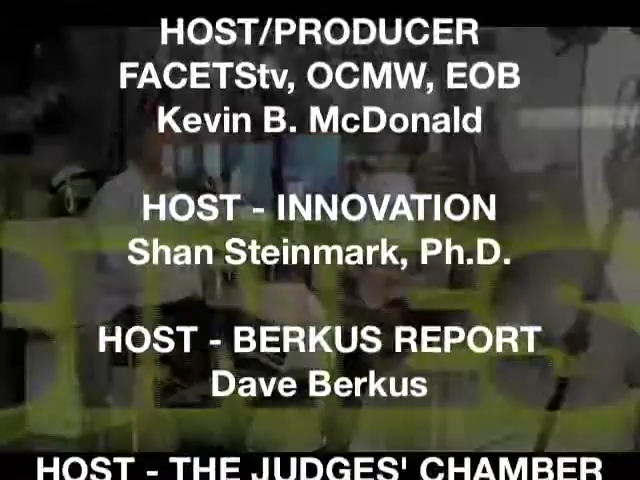 HOST/PRODUCER
FACETStv, OCMW, EOB
Kevin B. McDonald
HOST - INNOVATION
Shan Steinmark, Ph.D.
HOST - BERKUS REPORT
Dave Berkus
HOST - THE JUDGES' CHAMBER